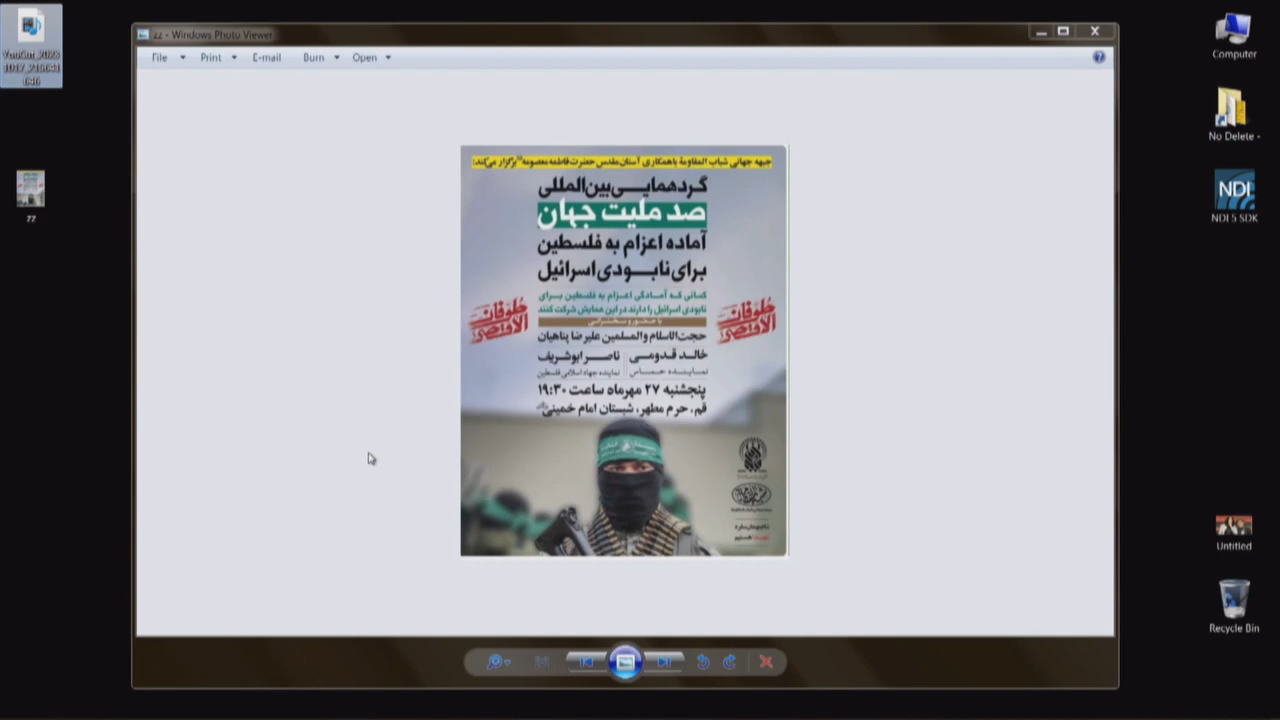 zz - Windows Photo Viewer
File Print E-mail Burn Open
Computer
No Delete -
NDI
NDI 5 SDK
zz
Untitled
Recycle Bin
جبهه جهانی شباب المقاومة با همکاری آستان مقدس حضرت فاطمه معصومه برگزار می‌کند:
گردهمایی بین‌المللی
صد ملیت جهان
آماده اعزام به فلسطین
برای نابودی اسرائیل
کسانی که آمادگی اعزام به فلسطین برای
نابودی اسرائیل را دارند در این همایش شرکت کنند
با حضور و سخنرانی
حجت‌الاسلام والمسلمین علیرضا پناهیان
خالد قدومی
نماینده حماس
ناصر ابوشریف
نماینده جهاد اسلامی فلسطین
پنجشنبه ۲۷ مهرماه ساعت ۱۹:۳۰
قم، حرم مطهر، شبستان امام خمینی
طوفان
الأقصى
طوفان
الأقصى